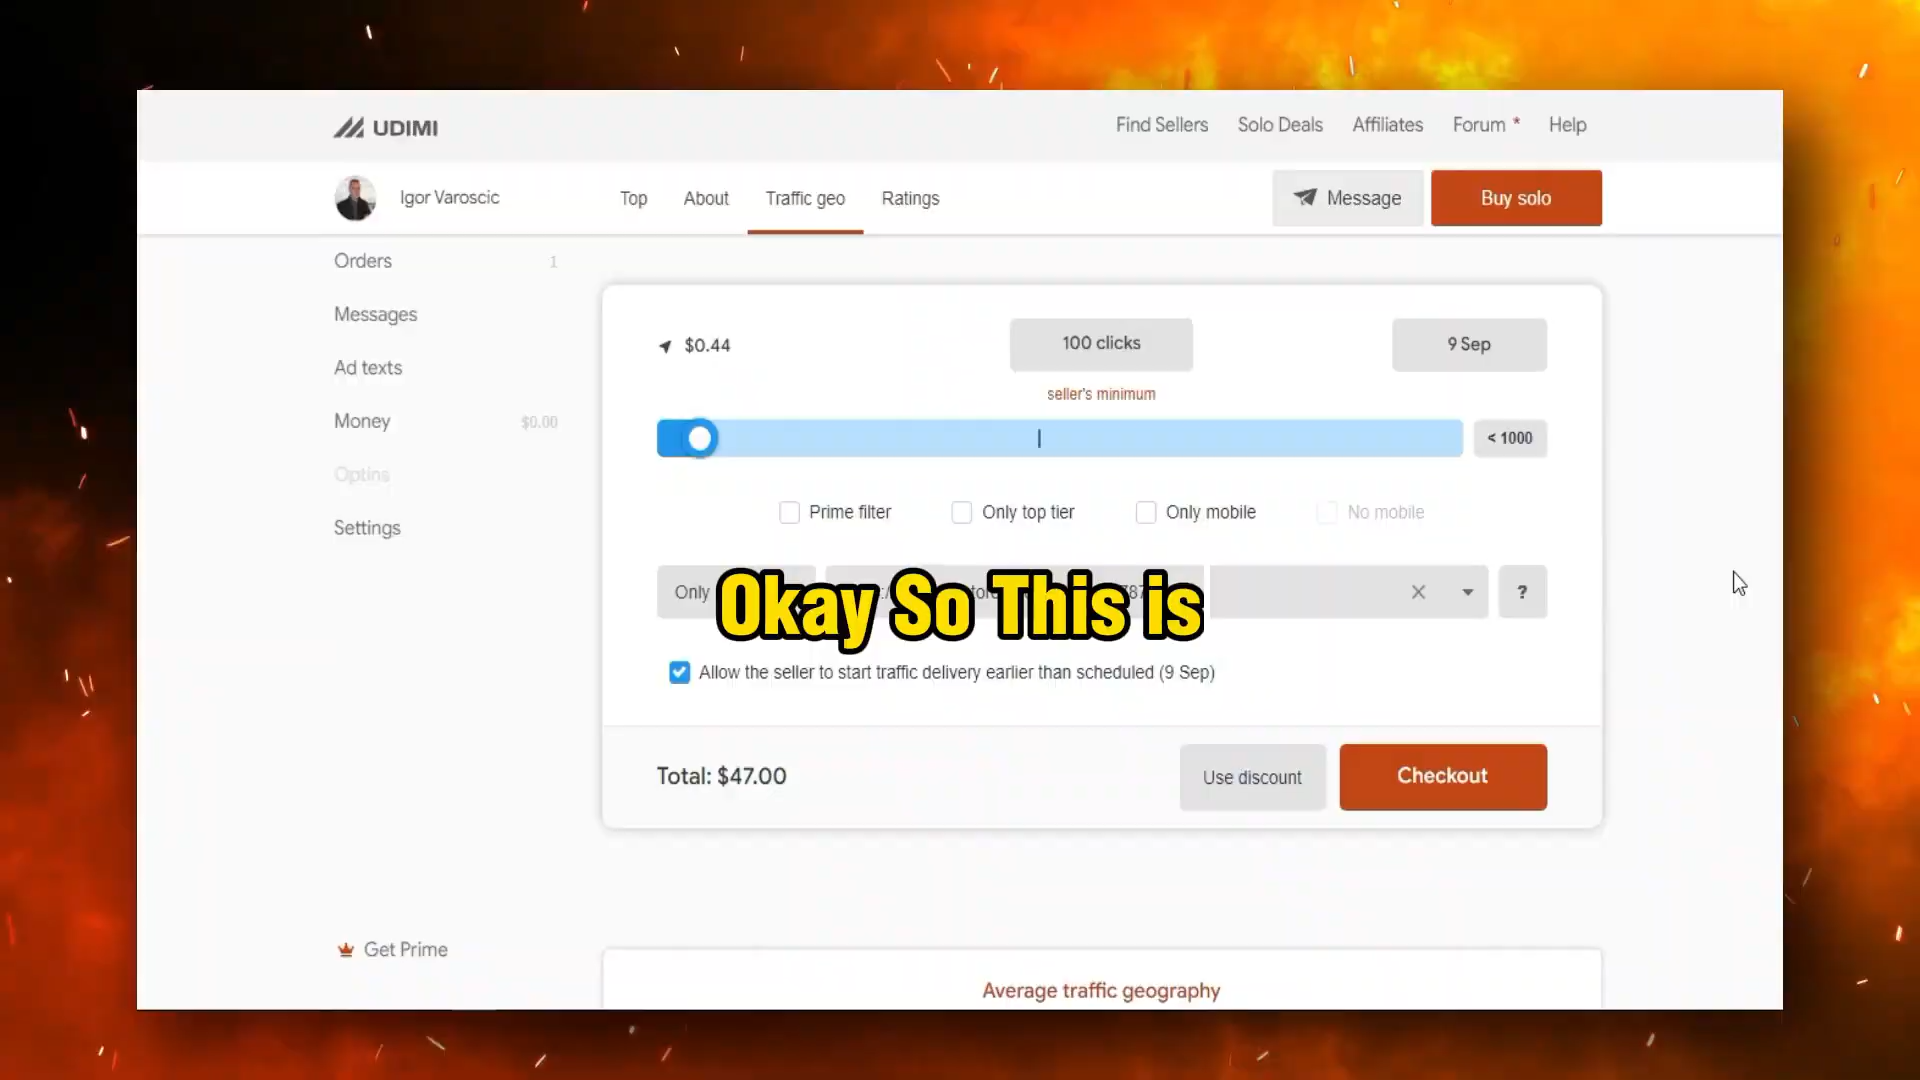 UDIMI
Find Sellers Solo Deals Affiliates Forum * Help
Igor Varoscic
Top About Traffic geo Ratings
Message Buy solo
Orders 1
Messages
Ad texts
Money $0.00
Optins
Settings
$0.44 100 clicks 9 Sep
seller's minimum
< 1000
Prime filter Only top tier Only mobile No mobile
Only ?
Okay So This is
Allow the seller to start traffic delivery earlier than scheduled (9 Sep)
Total: $47.00 Use discount Checkout
Get Prime
Average traffic geography